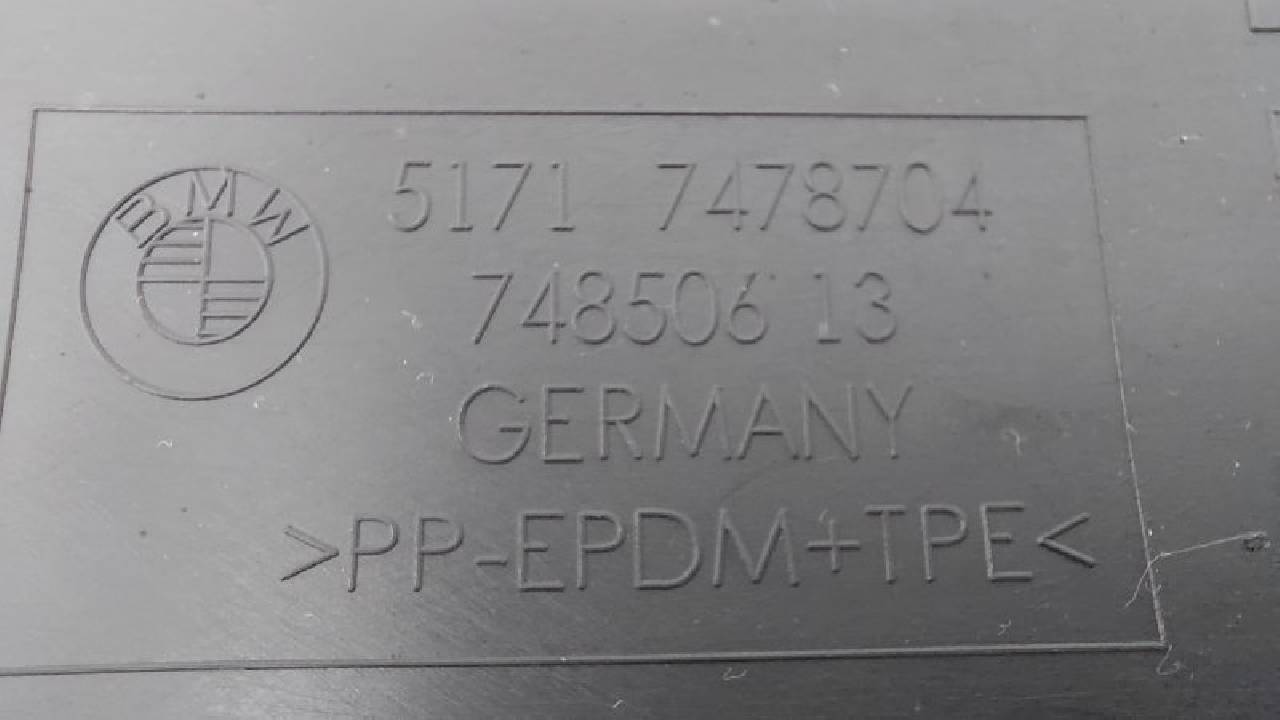 BMW
5171 7478704
748506 13
GERMANY
>PP-EPDM+TPE<